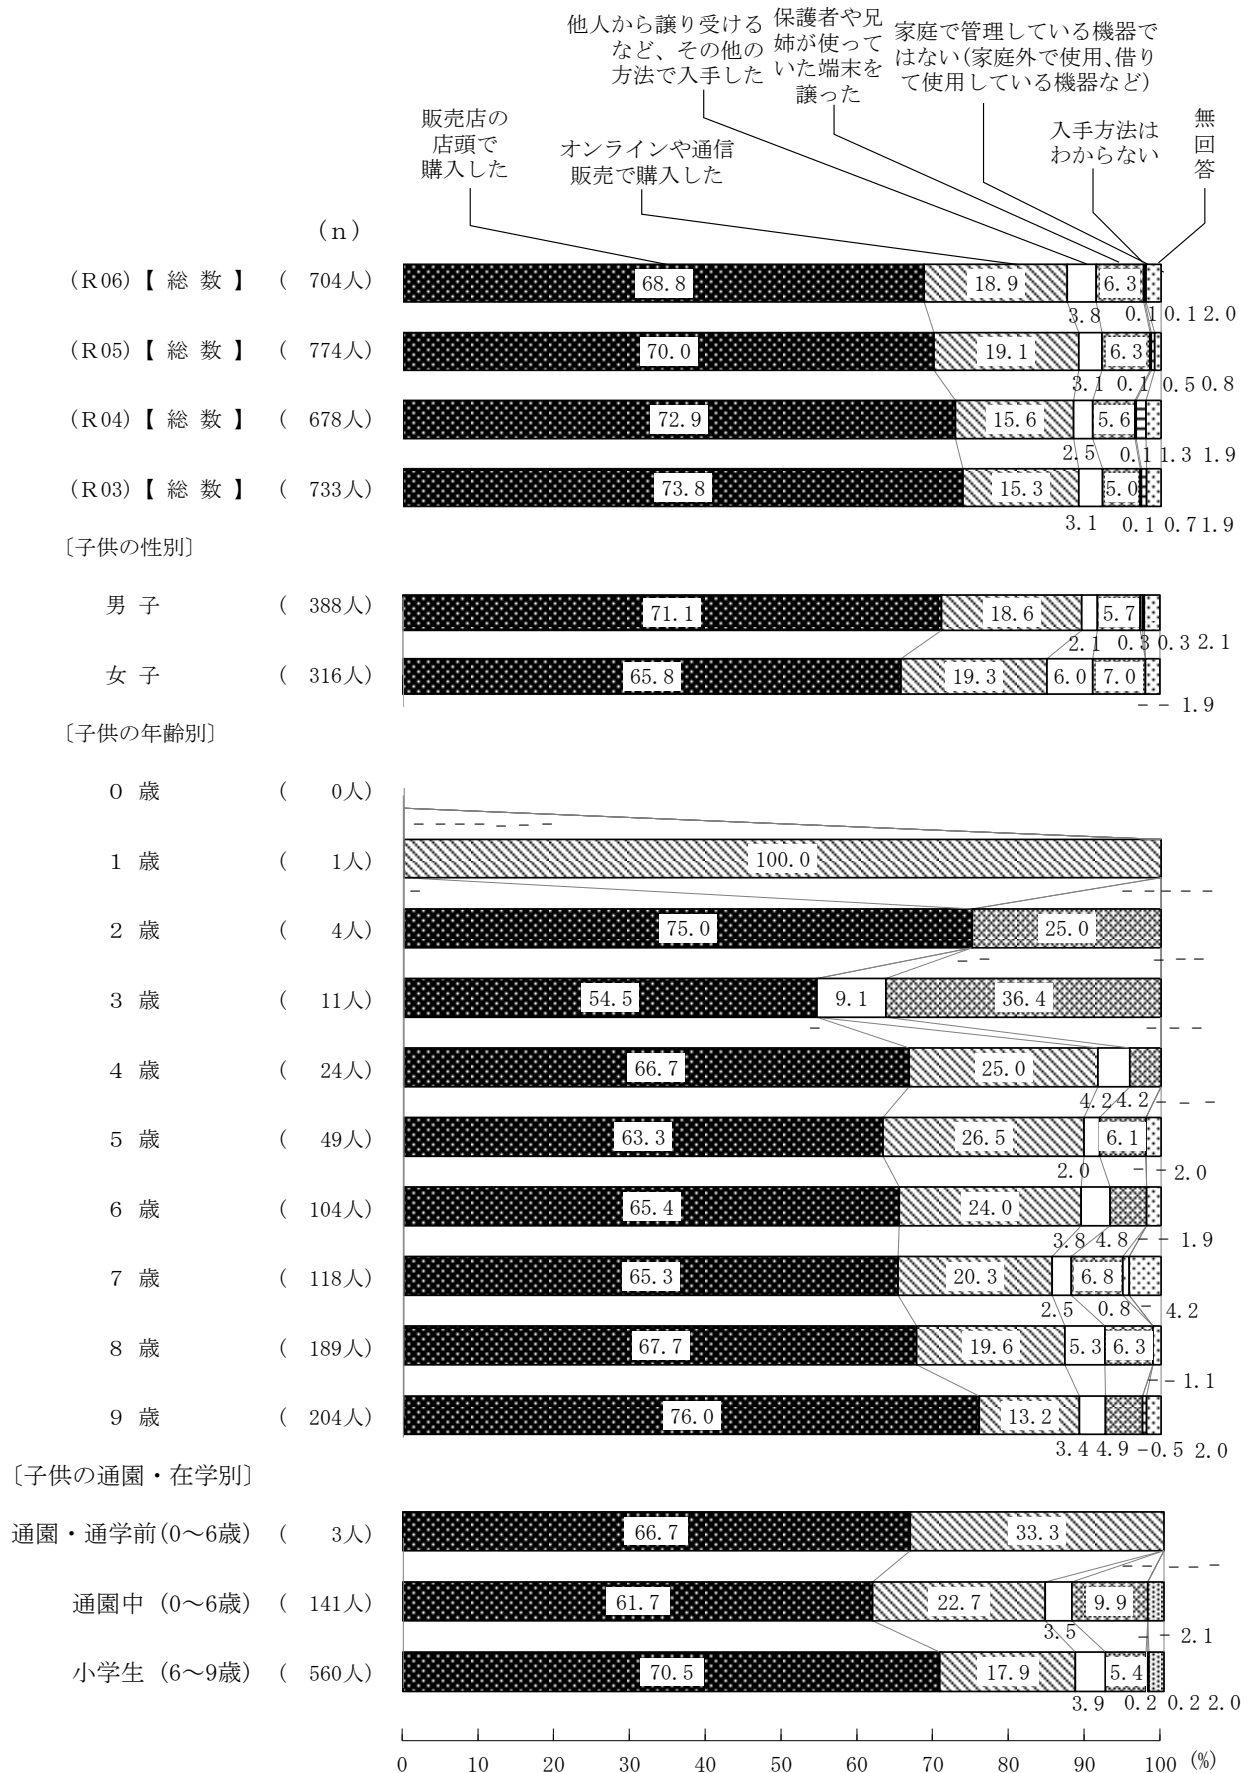 他人から譲り受ける
など、その他の
方法で入手した
保護者や兄
姉が使って
いた端末を
譲った
家庭で管理している機器で
はない(家庭外で使用、借り
て使用している機器など)
販売店の
店頭で
購入した
オンラインや通信
販売で購入した
入手方法は
わからない
無
回
答
(n)
(R06)【 総 数 】 ( 704人) 68.8 18.9 6.3
3.8 0.1 0.1 2.0
(R05)【 総 数 】 ( 774人) 70.0 19.1 6.3
3.1 0.1 0.5 0.8
(R04)【 総 数 】 ( 678人) 72.9 15.6 5.6
2.5 0.1 1.3 1.9
(R03)【 総 数 】 ( 733人) 73.8 15.3 5.0
3.1 0.1 0.7 1.9
〔子供の性別〕
男 子 ( 388人) 71.1 18.6 5.7
2.1 0.3 0.3 2.1
女 子 ( 316人) 65.8 19.3 6.0 7.0
- - 1.9
〔子供の年齢別〕
0 歳 ( 0人)
- - - - - - -
1 歳 ( 1人) 100.0
- - - - - -
2 歳 ( 4人) 75.0 25.0
- - - - -
3 歳 ( 11人) 54.5 9.1 36.4
- - - -
4 歳 ( 24人) 66.7 25.0
4.2 4.2 - - -
5 歳 ( 49人) 63.3 26.5 6.1
2.0 - - 2.0
6 歳 ( 104人) 65.4 24.0
3.8 4.8 - - 1.9
7 歳 ( 118人) 65.3 20.3 6.8
2.5 0.8 - 4.2
8 歳 ( 189人) 67.7 19.6 5.3 6.3
- - 1.1
9 歳 ( 204人) 76.0 13.2
3.4 4.9 - 0.5 2.0
〔子供の通園・在学別〕
通園・通学前(0～6歳) ( 3人) 66.7 33.3
- - - - -
通園中 (0～6歳) ( 141人) 61.7 22.7 9.9
3.5 - - 2.1
小学生 (6～9歳) ( 560人) 70.5 17.9 5.4
3.9 0.2 0.2 2.0
0 10 20 30 40 50 60 70 80 90 100 (%)